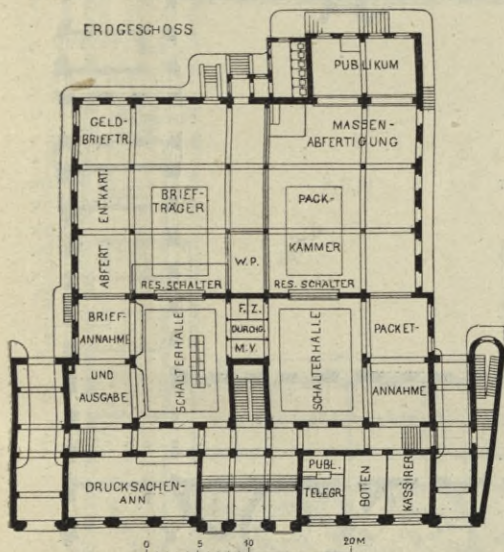 ERDGESCHOSS
PUBLIKUM
GELD-
BRIEFTR.
MASSEN-
ABFERTIGUNG
ENTKART.
BRIEF-
TRÄGER
PACK-
KAMMER
ABFERT.
W.P.
RES. SCHALTER
RES. SCHALTER
BRIEF-
ANNAHME
UND
AUSGABE
SCHALTERHALLE
F. Z.
DURCHG.
M.V.
SCHALTERHALLE
PACKET-
ANNAHME
DRUCKSACHEN-
ANN
PUBL.
TELEGR.
BOTEN
KASSIRER
0 5 10 20M